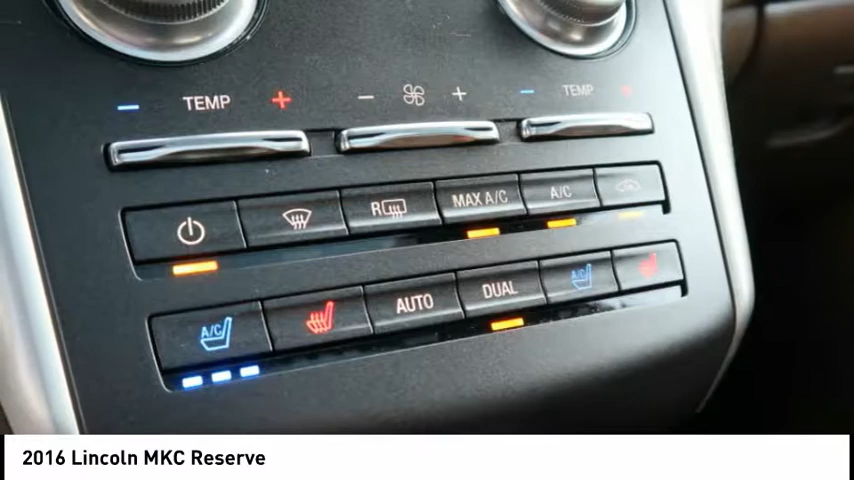 − TEMP + − + − TEMP +
R MAX A/C A/C
A/C AUTO DUAL A/C
2016 Lincoln MKC Reserve